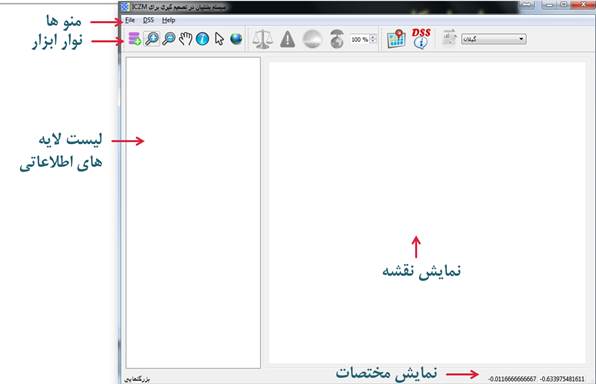 سیستم پشتیبان در تصمیم گیری برای ICZM
منو ها
File DSS Help
نوار ابزار
100 %
DSS
گیلان
لیست لایه
های اطلاعاتی
نمایش نقشه
نمایش مختصات
بزرگنمایی
-0.0116666666667 -0.633975481611